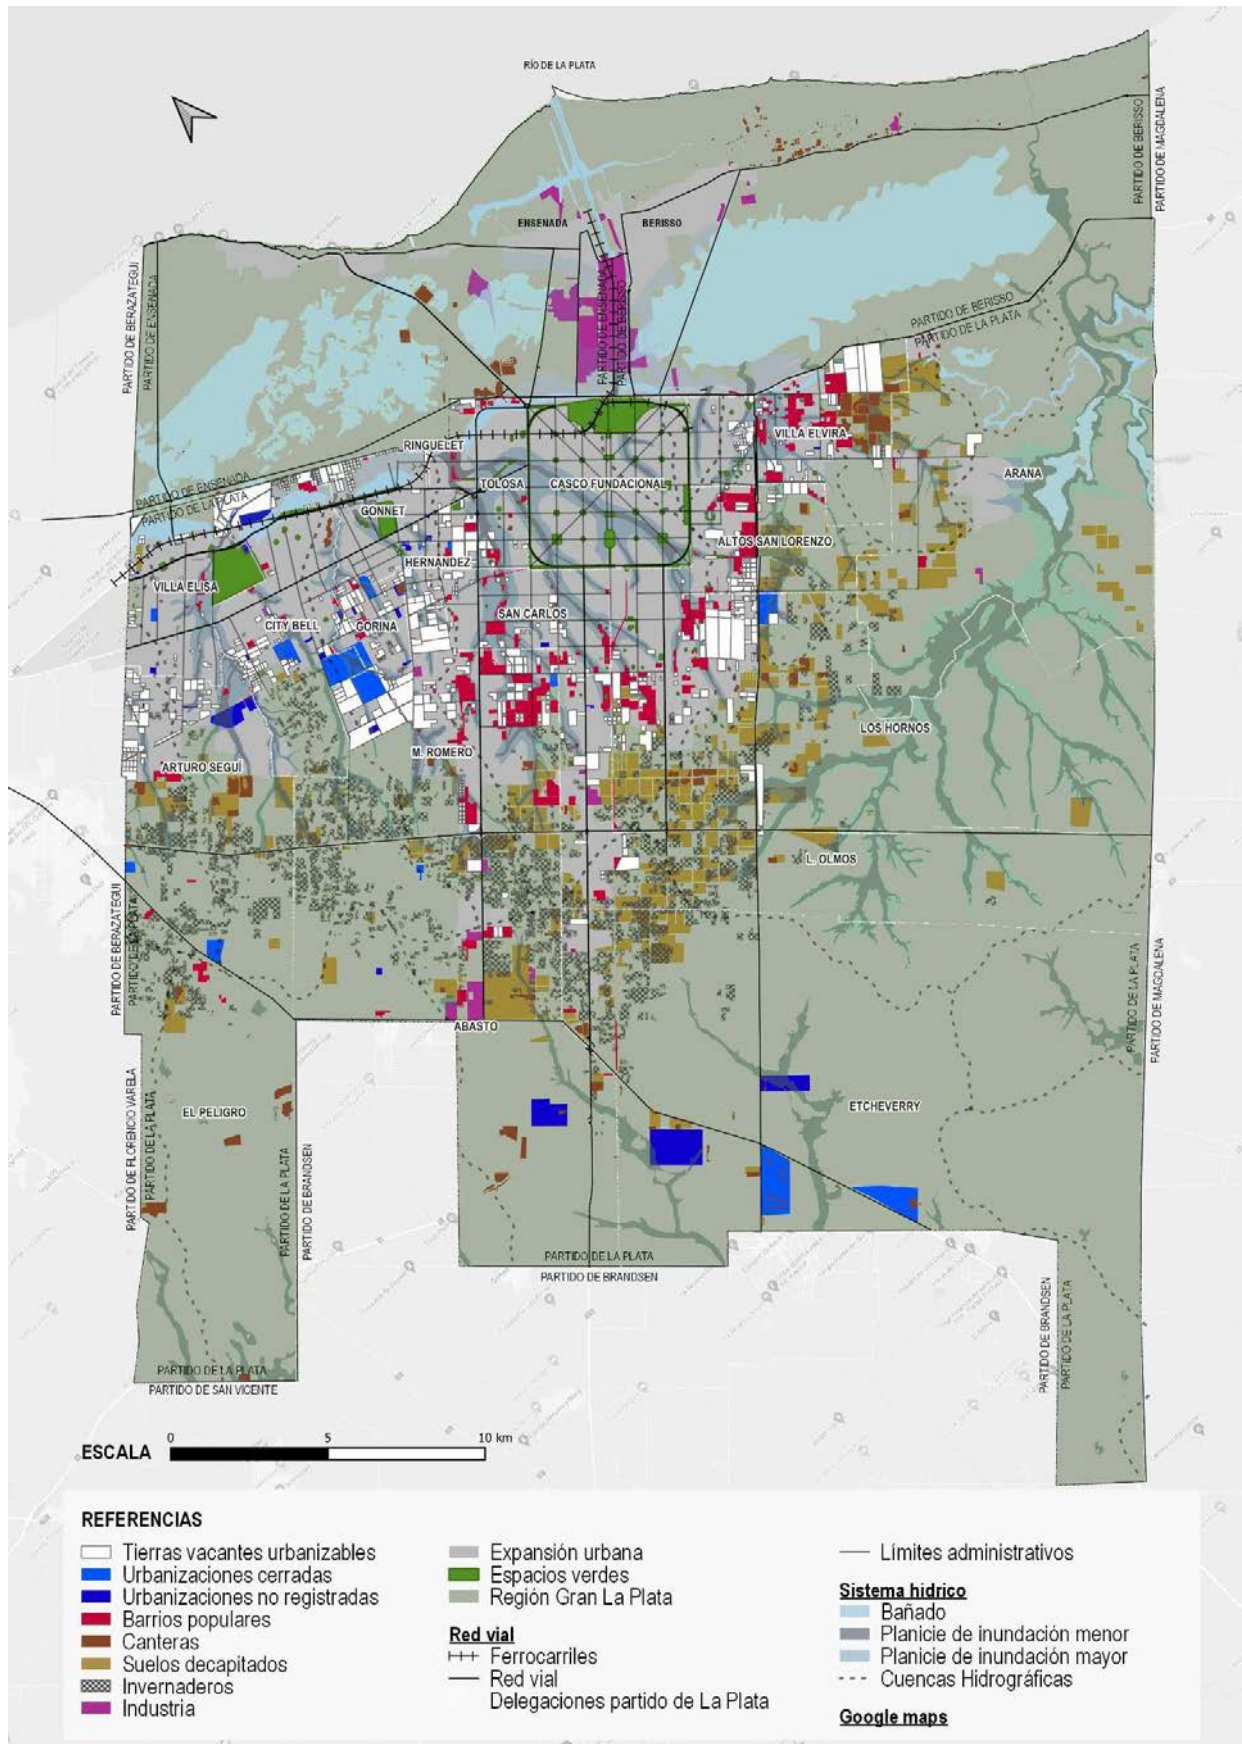 RÍO DE LA PLATA
PARTIDO DE BERISSO
PARTIDO DE MAGDALENA
ENSENADA
BERISSO
PARTIDO DE BERAZATEGUI
PARTIDO DE ENSENADA
PARTIDO DE ENSENADA
PARTIDO DE BERISSO
PARTIDO DE BERISSO
PARTIDO DE LA PLATA
VILLA ELVIRA
RINGUELET
ARANA
PARTIDO DE ENSENADA
PARTIDO DE LA PLATA
TOLOSA
CASCO FUNDACIONAL
GONNET
ALTOS SAN LORENZO
HERNÁNDEZ
VILLA ELISA
SAN CARLOS
CITY BELL
GORINA
LOS HORNOS
M. ROMERO
ARTURO SEGUÍ
L. OLMOS
PARTIDO DE BERAZATEGUI
PARTIDO DE LA PLATA
PARTIDO DE LA PLATA
PARTIDO DE MAGDALENA
ABASTO
EL PELIGRO
ETCHEVERRY
PARTIDO DE FLORENCIO VARELA
PARTIDO DE LA PLATA
PARTIDO DE LA PLATA
PARTIDO DE BRANDSEN
PARTIDO DE LA PLATA
PARTIDO DE BRANDSEN
PARTIDO DE BRANDSEN
PARTIDO DE LA PLATA
PARTIDO DE LA PLATA
PARTIDO DE SAN VICENTE
ESCALA 0 5 10 km
REFERENCIAS
Tierras vacantes urbanizables
Urbanizaciones cerradas
Urbanizaciones no registradas
Barrios populares
Canteras
Suelos decapitados
Invernaderos
Industria
Expansión urbana
Espacios verdes
Región Gran La Plata
Red vial
Ferrocarriles
Red vial
Delegaciones partido de La Plata
Límites administrativos
Sistema hídrico
Bañado
Planicie de inundación menor
Planicie de inundación mayor
Cuencas Hidrográficas
Google maps